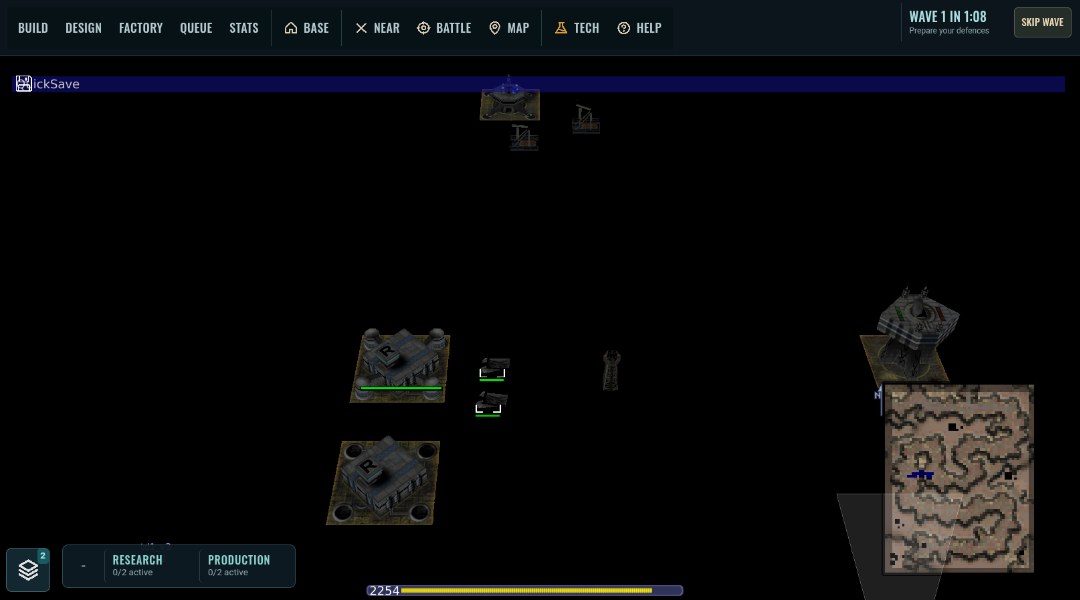 BUILD DESIGN FACTORY QUEUE STATS BASE NEAR BATTLE MAP TECH HELP
WAVE 1 IN 1:08
Prepare your defences
SKIP WAVE
ickSave
R
R
N
2
-
RESEARCH
0/2 active
PRODUCTION
0/2 active
2254